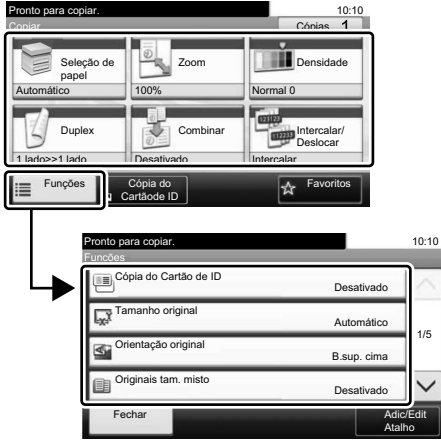 Pronto para copiar. 10:10
Copiar Cópias 1
Seleção de
papel
Automático
Zoom
100%
Densidade
Normal 0
Duplex
1 lado>>1 lado
Combinar
Desativado
Intercalar/
Deslocar
Intercalar
Funções
Cópia do
Cartãode ID
Favoritos
Pronto para copiar. 10:10
Funções
Cópia do Cartão de ID
Desativado
Tamanho original
Automático
1/5
Orientação original
B.sup. cima
Originais tam. misto
Desativado
Fechar
Adic/Edit
Atalho